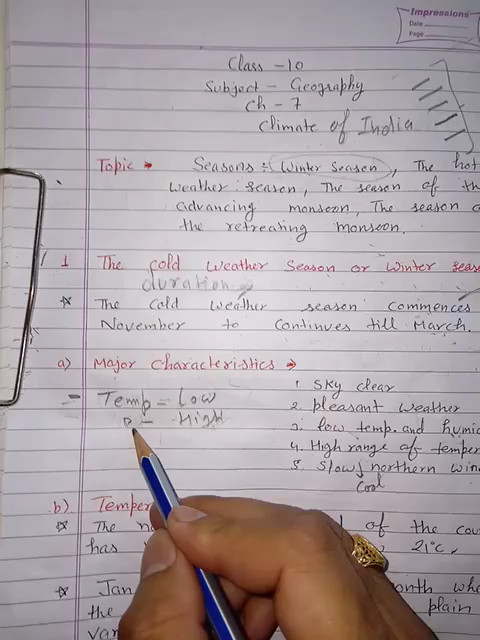 Impressions
Date
Page
Class - 10
Subject - Geography
Ch - 7
Climate of India
Topic → Seasons :- Winter Season, The hot
weather season, The season of th
advancing monsoon, The season o
the retreating monsoon.
1 The cold weather Season or Winter seas
duration
☆ The cold weather season commences
November to continues till March.
a) Major Characteristics →
= Temp = low
P - High
1. Sky clear
2. pleasant weather
3. low temp. and humid
4. High range of temper
5. Slow, northern win
cool
b) Temper
☆ The of the cou
has 21°c.
☆ Jan onth whe
the plain
var